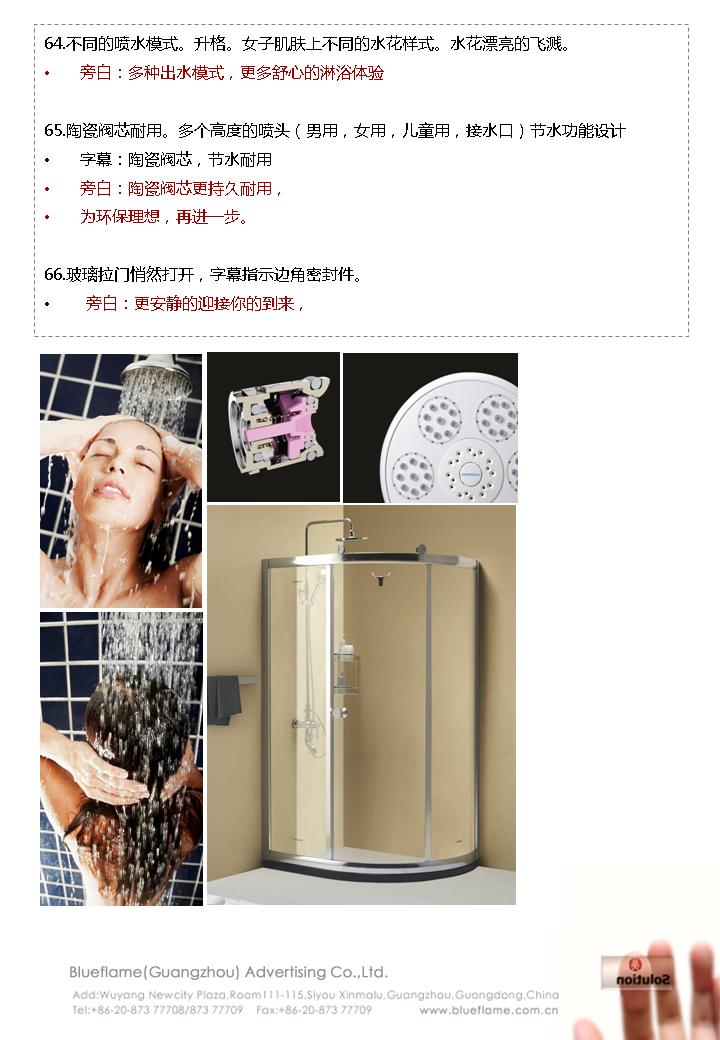 64.不同的喷水模式。升格。女子肌肤上不同的水花样式。水花漂亮的飞溅。
• 旁白：多种出水模式，更多舒心的淋浴体验
65.陶瓷阀芯耐用。多个高度的喷头（男用，女用，儿童用，接水口）节水功能设计
• 字幕：陶瓷阀芯，节水耐用
• 旁白：陶瓷阀芯更持久耐用，
• 为环保理想，再进一步。
66.玻璃拉门悄然打开，字幕指示边角密封件。
• 旁白：更安静的迎接你的到来，
Blueflame(Guangzhou) Advertising Co.,Ltd.
Add:Wuyang Newcity Plaza,Room111-115,Siyou Xinmalu,Guangzhou,Guangdong,China
Tel:+86-20-873 77708/873 77709 Fax:+86-20-873 77709 www.blueflame.com.cn
Solution